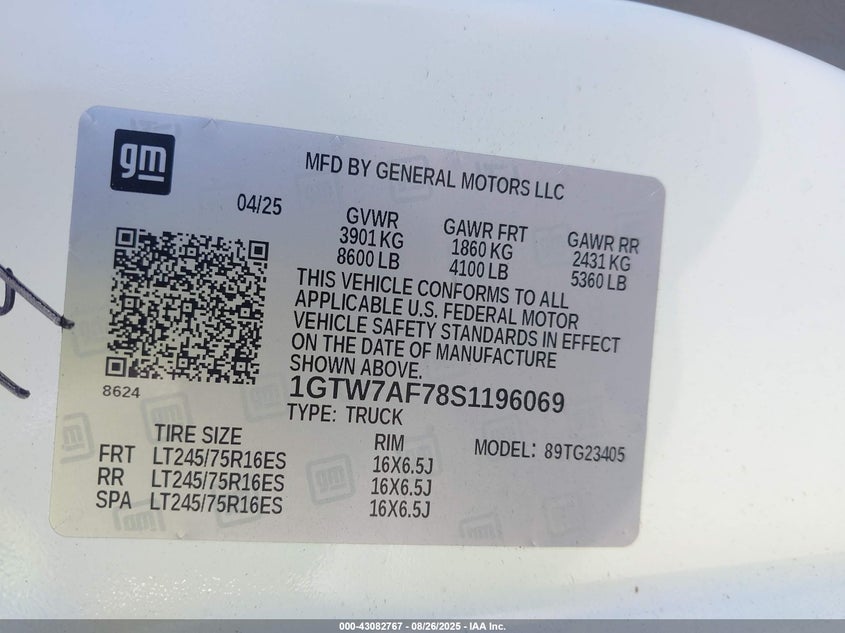 gm
MFD BY GENERAL MOTORS LLC
04/25
GVWR GAWR FRT GAWR RR
3901 KG 1860 KG 2431 KG
8600 LB 4100 LB 5360 LB
THIS VEHICLE CONFORMS TO ALL
APPLICABLE U.S. FEDERAL MOTOR
VEHICLE SAFETY STANDARDS IN EFFECT
ON THE DATE OF MANUFACTURE
SHOWN ABOVE.
8624
1GTW7AF78S1196069
TYPE: TRUCK
TIRE SIZE RIM MODEL: 89TG23405
FRT LT245/75R16ES 16X6.5J
RR LT245/75R16ES 16X6.5J
SPA LT245/75R16ES 16X6.5J
000-43082767 - 08/26/2025 - IAA Inc.